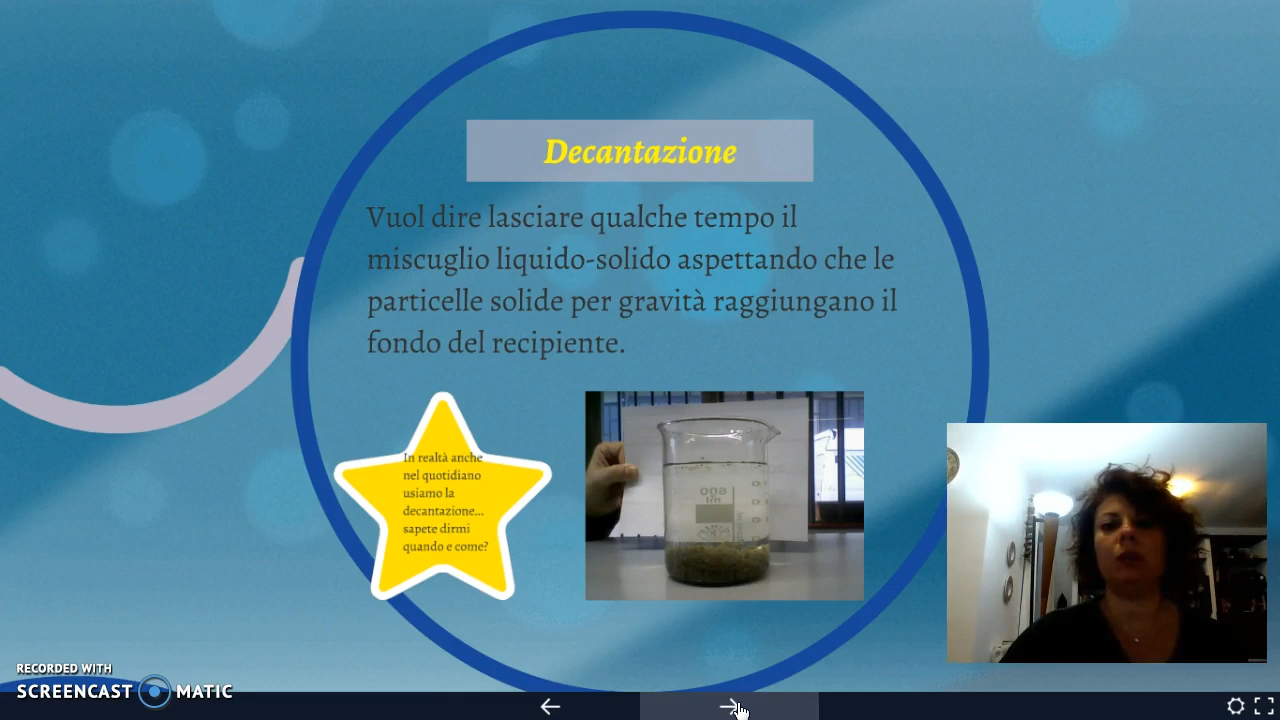 Decantazione
Vuol dire lasciare qualche tempo il
miscuglio liquido-solido aspettando che le
particelle solide per gravità raggiungano il
fondo del recipiente.
In realtà anche
nel quotidiano
usiamo la
decantazione...
sapete dirmi
quando e come?
RECORDED WITH
SCREENCAST MATIC